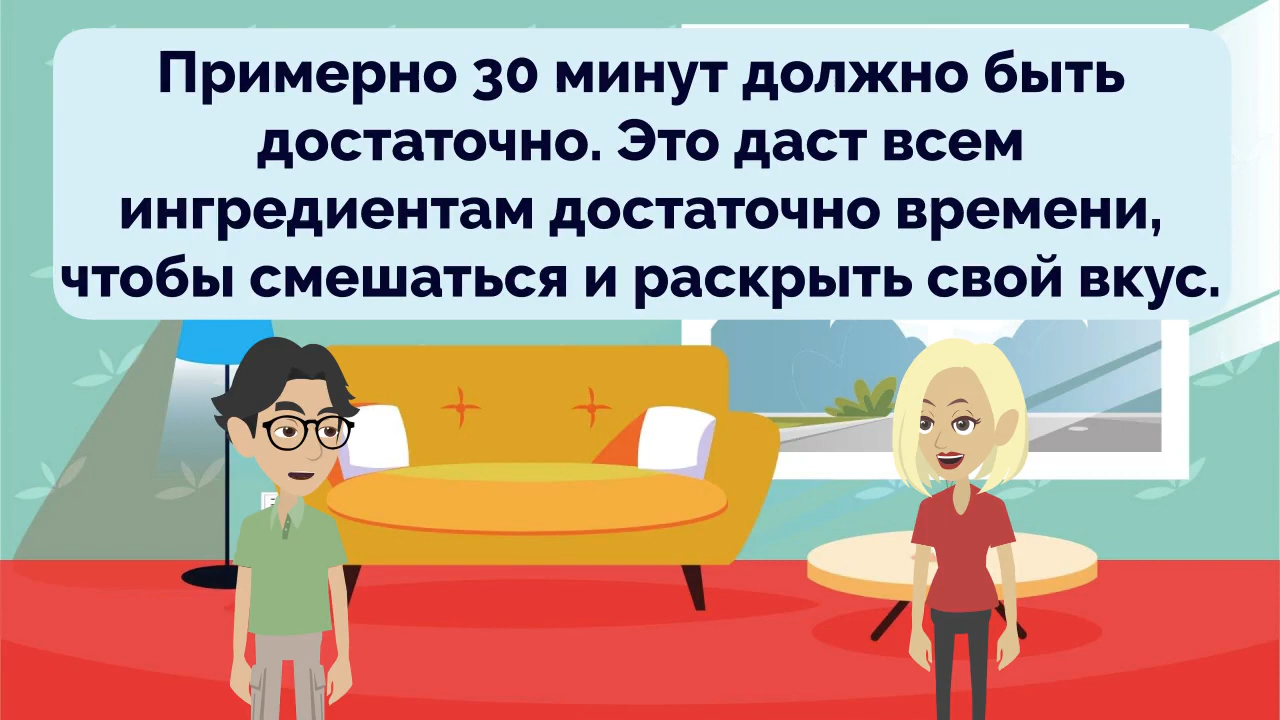 Примерно 30 минут должно быть
достаточно. Это даст всем
ингредиентам достаточно времени,
чтобы смешаться и раскрыть свой вкус.